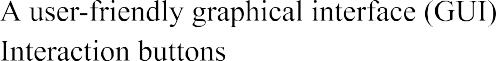 A user-friendly graphical interface (GUI)
Interaction buttons